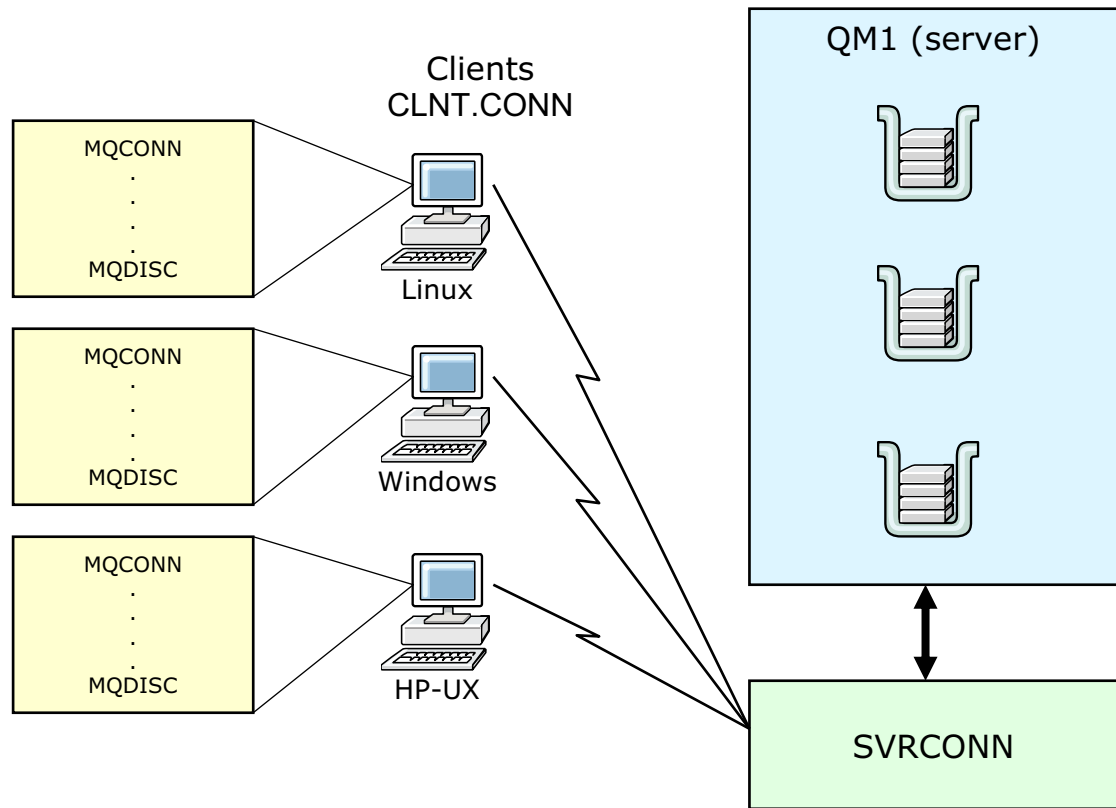 QM1 (server)
Clients
CLNT.CONN
MQCONN
.
.
.
.
MQDISC
Linux
MQCONN
.
.
.
.
MQDISC
Windows
MQCONN
.
.
.
.
MQDISC
HP-UX
SVRCONN